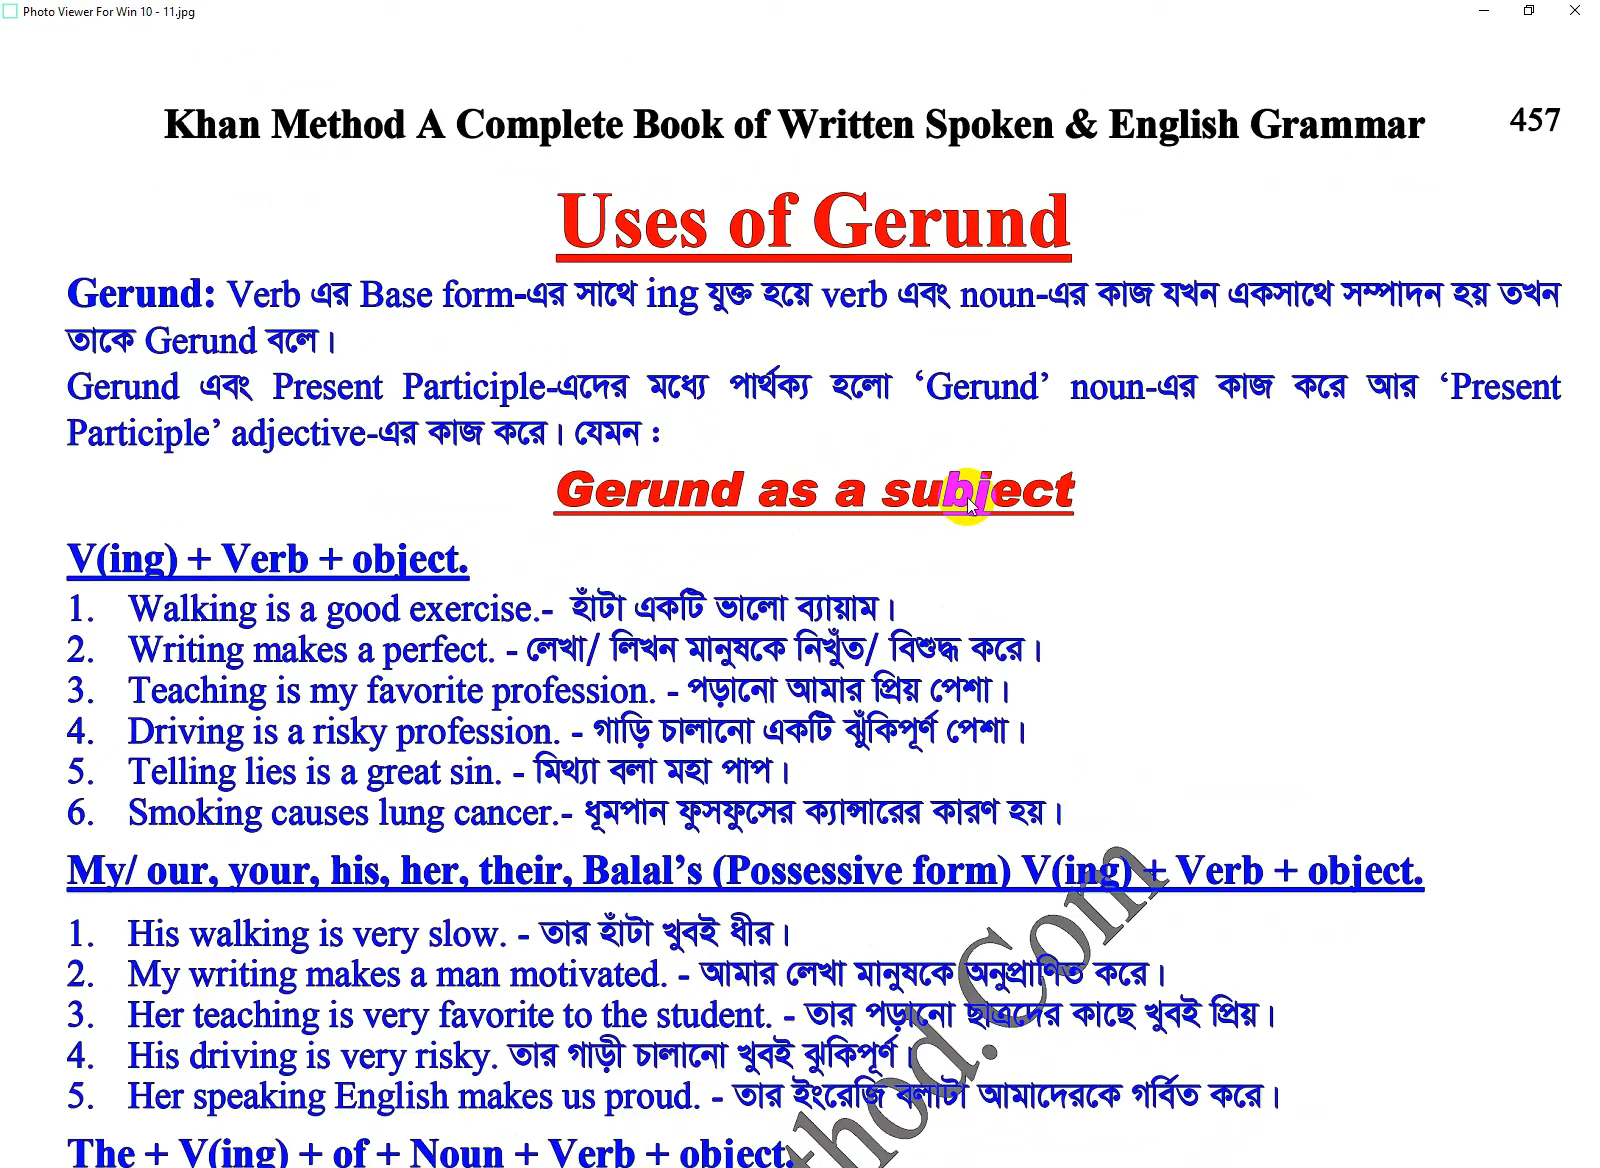 Photo Viewer For Win 10 - 11.jpg
Khan Method A Complete Book of Written Spoken & English Grammar 457
Uses of Gerund
Gerund: Verb এর Base form-এর সাথে ing যুক্ত হয়ে verb এবং noun-এর কাজ যখন একসাথে সম্পাদন হয় তখন
তাকে Gerund বলে।
Gerund এবং Present Participle-এদের মধ্যে পার্থক্য হলো ‘Gerund’ noun-এর কাজ করে আর ‘Present
Participle’ adjective-এর কাজ করে। যেমন :
Gerund as a subject
V(ing) + Verb + object.
1. Walking is a good exercise.- হাঁটা একটি ভালো ব্যায়াম।
2. Writing makes a perfect. - লেখা/ লিখন মানুষকে নিখুঁত/ বিশুদ্ধ করে।
3. Teaching is my favorite profession. - পড়ানো আমার প্রিয় পেশা।
4. Driving is a risky profession. - গাড়ি চালানো একটি ঝুঁকিপূর্ণ পেশা।
5. Telling lies is a great sin. - মিথ্যা বলা মহা পাপ।
6. Smoking causes lung cancer.- ধূমপান ফুসফুসের ক্যান্সারের কারণ হয়।
My/ our, your, his, her, their, Balal’s (Possessive form) V(ing) + Verb + object.
1. His walking is very slow. - তার হাঁটা খুবই ধীর।
2. My writing makes a man motivated. - আমার লেখা মানুষকে অনুপ্রাণিত করে।
3. Her teaching is very favorite to the student. - তার পড়ানো ছাত্রদের কাছে খুবই প্রিয়।
4. His driving is very risky. তার গাড়ী চালানো খুবই ঝুকিপূর্ণ।
5. Her speaking English makes us proud. - তার ইংরেজি বলাটা আমাদেরকে গর্বিত করে।
The + V(ing) + of + Noun + Verb + object.
thod.Com